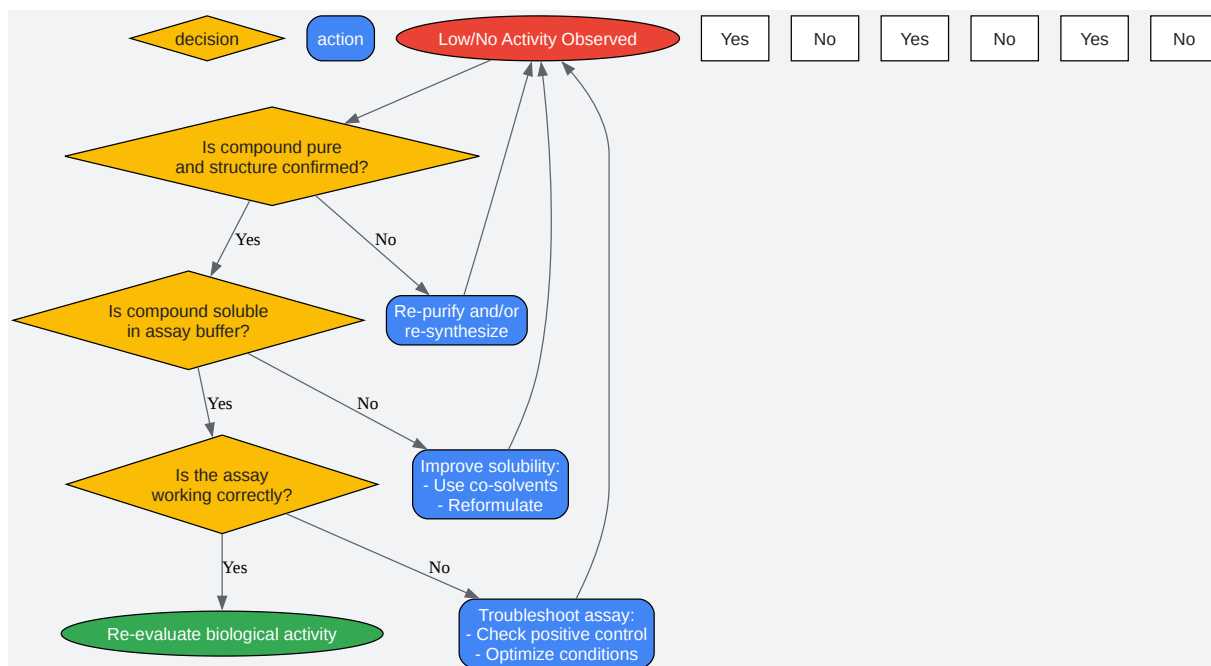 decision
action
Low/No Activity Observed
Yes
No
Yes
No
Yes
No
Is compound pure
and structure confirmed?
Yes
No
Is compound soluble
in assay buffer?
Re-purify and/or
re-synthesize
Yes
No
Is the assay
working correctly?
Improve solubility:
- Use co-solvents
- Reformulate
Yes
No
Re-evaluate biological activity
Troubleshoot assay:
- Check positive control
- Optimize conditions